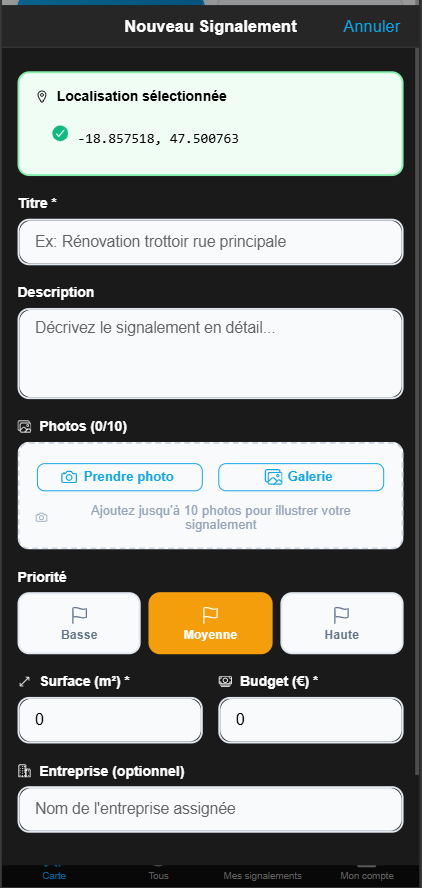 Nouveau Signalement
Annuler
Localisation sélectionnée
-18.857518, 47.500763
Titre *
Ex: Rénovation trottoir rue principale
Description
Décrivez le signalement en détail...
Photos (0/10)
Prendre photo
Galerie
Ajoutez jusqu'à 10 photos pour illustrer votre
signalement
Priorité
Basse
Moyenne
Haute
Surface (m²) *
Budget (€) *
0
0
Entreprise (optionnel)
Nom de l'entreprise assignée
Carte
Tous
Mes signalements
Mon compte